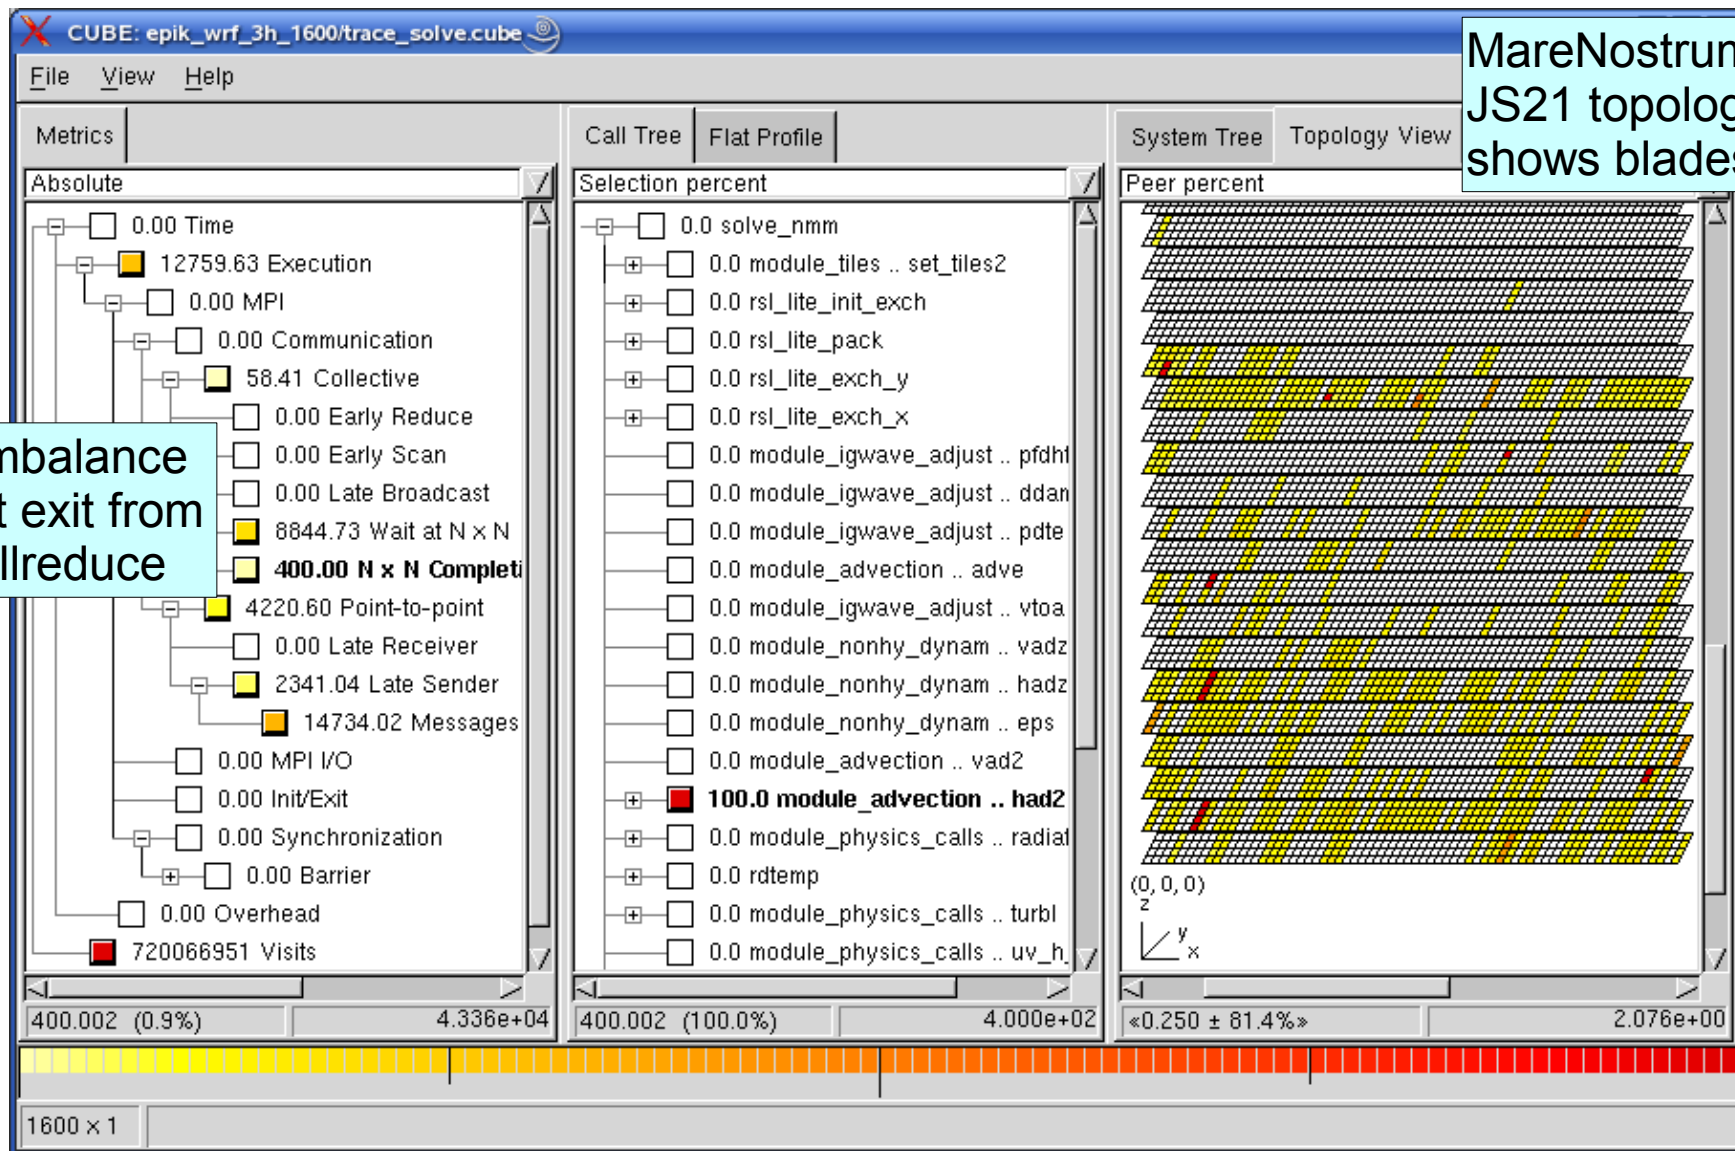 CUBE: epik_wrf_3h_1600/trace_solve.cube
File View Help
MareNostrum
JS21 topolog
shows blades
Metrics
Call Tree Flat Profile
System Tree Topology View
Absolute
Selection percent
Peer percent
0.00 Time
12759.63 Execution
0.00 MPI
0.00 Communication
58.41 Collective
0.00 Early Reduce
0.00 Early Scan
0.00 Late Broadcast
8844.73 Wait at N x N
400.00 N x N Completi
4220.60 Point-to-point
0.00 Late Receiver
2341.04 Late Sender
14734.02 Messages
0.00 MPI I/O
0.00 Init/Exit
0.00 Synchronization
0.00 Barrier
0.00 Overhead
720066951 Visits
mbalance
t exit from
llreduce
0.0 solve_nmm
0.0 module_tiles .. set_tiles2
0.0 rsl_lite_init_exch
0.0 rsl_lite_pack
0.0 rsl_lite_exch_y
0.0 rsl_lite_exch_x
0.0 module_igwave_adjust .. pfdht
0.0 module_igwave_adjust .. ddam
0.0 module_igwave_adjust .. pdte
0.0 module_advection .. adve
0.0 module_igwave_adjust .. vtoa
0.0 module_nonhy_dynam .. vadz
0.0 module_nonhy_dynam .. hadz
0.0 module_nonhy_dynam .. eps
0.0 module_advection .. vad2
100.0 module_advection .. had2
0.0 module_physics_calls .. radiat
0.0 rdtemp
0.0 module_physics_calls .. turbl
0.0 module_physics_calls .. uv_h_
(0, 0, 0)
z
y
x
400.002 (0.9%) 4.336e+04
400.002 (100.0%) 4.000e+02
«0.250 ± 81.4%» 2.076e+00
1600 x 1